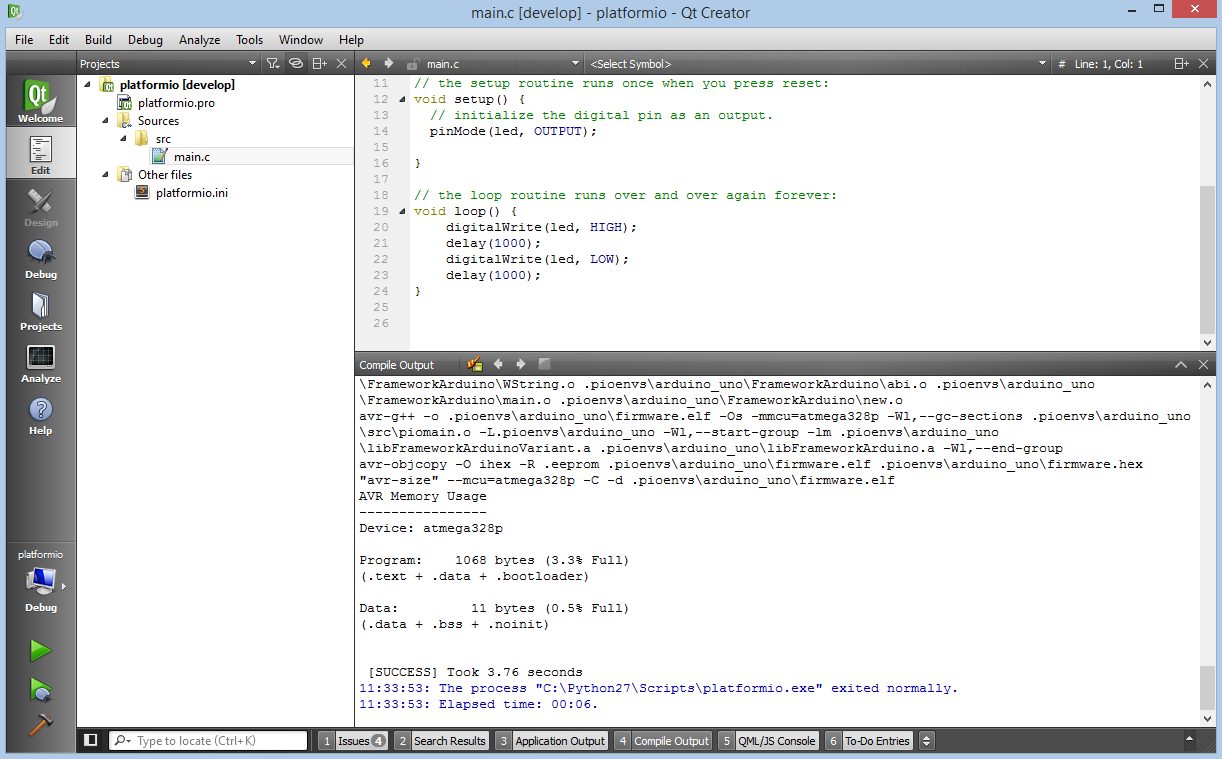 main.c [develop] - platformio - Qt Creator
File Edit Build Debug Analyze Tools Window Help
Projects
main.c
<Select Symbol>
# Line: 1, Col: 1
Qt
Welcome
Edit
Design
Debug
Projects
Analyze
Help
platformio
Debug
platformio [develop]
platformio.pro
Sources
src
main.c
Other files
platformio.ini
11 // the setup routine runs once when you press reset:
12 void setup() {
13 // initialize the digital pin as an output.
14 pinMode(led, OUTPUT);
15
16 }
17
18 // the loop routine runs over and over again forever:
19 void loop() {
20 digitalWrite(led, HIGH);
21 delay(1000);
22 digitalWrite(led, LOW);
23 delay(1000);
24 }
25
26
Compile Output
\FrameworkArduino\WString.o .pioenvs\arduino_uno\FrameworkArduino\abi.o .pioenvs\arduino_uno
\FrameworkArduino\main.o .pioenvs\arduino_uno\FrameworkArduino\new.o
avr-g++ -o .pioenvs\arduino_uno\firmware.elf -Os -mmcu=atmega328p -Wl,--gc-sections .pioenvs\arduino_uno
\src\piomain.o -L.pioenvs\arduino_uno -Wl,--start-group -lm .pioenvs\arduino_uno
\libFrameworkArduinoVariant.a .pioenvs\arduino_uno\libFrameworkArduino.a -Wl,--end-group
avr-objcopy -O ihex -R .eeprom .pioenvs\arduino_uno\firmware.elf .pioenvs\arduino_uno\firmware.hex
"avr-size" --mcu=atmega328p -C -d .pioenvs\arduino_uno\firmware.elf
AVR Memory Usage
----------------
Device: atmega328p
Program: 1068 bytes (3.3% Full)
(.text + .data + .bootloader)
Data: 11 bytes (0.5% Full)
(.data + .bss + .noinit)
[SUCCESS] Took 3.76 seconds
11:33:53: The process "C:\Python27\Scripts\platformio.exe" exited normally.
11:33:53: Elapsed time: 00:06.
Type to locate (Ctrl+K)
1 Issues 4
2 Search Results
3 Application Output
4 Compile Output
5 QML/JS Console
6 To-Do Entries